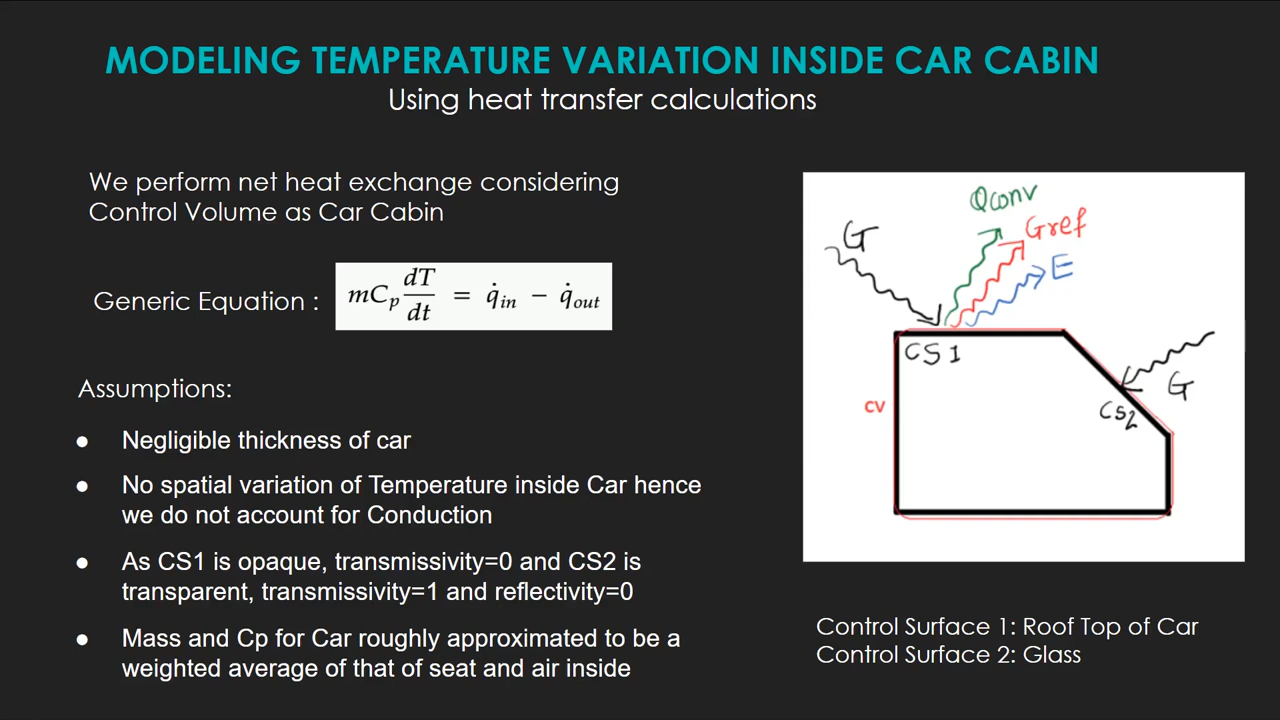 MODELING TEMPERATURE VARIATION INSIDE CAR CABIN
Using heat transfer calculations
We perform net heat exchange considering
Control Volume as Car Cabin
Generic Equation :
mC_p dT/dt = q̇_in − q̇_out
Assumptions:
● Negligible thickness of car
● No spatial variation of Temperature inside Car hence
we do not account for Conduction
● As CS1 is opaque, transmissivity=0 and CS2 is
transparent, transmissivity=1 and reflectivity=0
● Mass and Cp for Car roughly approximated to be a
weighted average of that of seat and air inside
Qconv
G
Gref
E
CS1
G
CV
CS2
Control Surface 1: Roof Top of Car
Control Surface 2: Glass